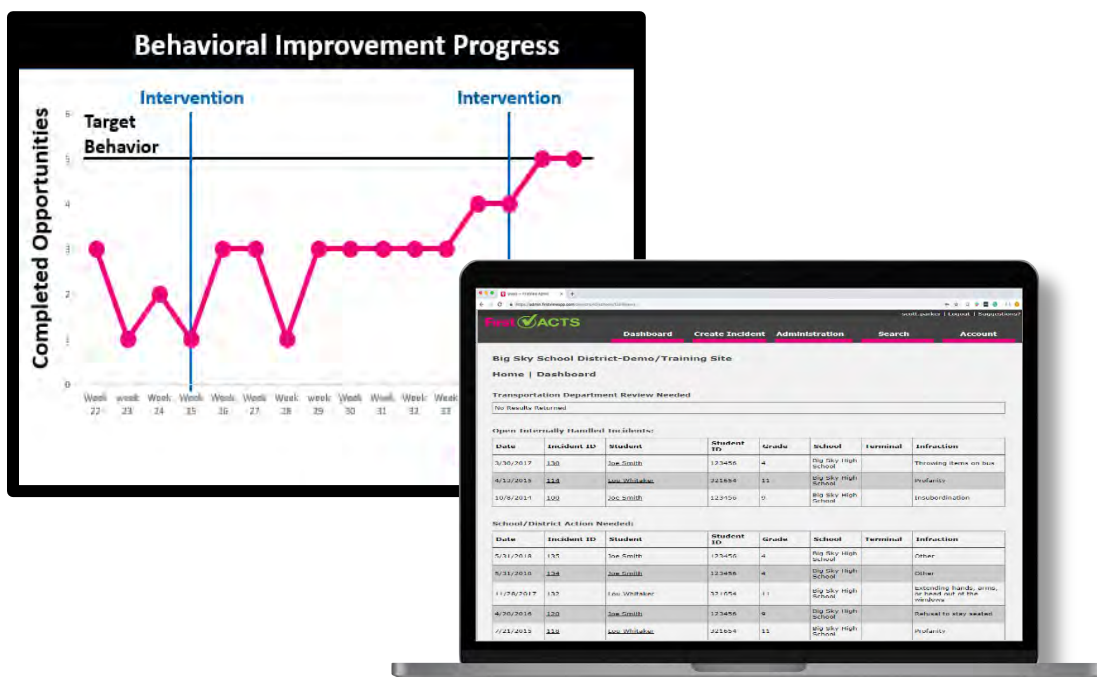 Behavioral Improvement Progress
Intervention
Intervention
Target
Behavior
Completed Opportunities
6
5
4
3
2
1
0
Week 22
week 23
Week 24
Week 25
Week 26
Week 27
Week 28
week 29
Week 30
Week 31
Week 32
Week 33
ACTS
scott.parker | Logout | Suggestions?
Dashboard Create Incident Administration Search Account
Big Sky School District-Demo/Training Site
Home | Dashboard
Transportation Department Review Needed
No Results Returned
Open Internally Handled Incidents:
Date Incident ID Student Student ID Grade School Terminal Infraction
3/30/2017 130 Joe Smith 123456 4 Big Sky High School Throwing items on bus
4/13/2015 114 Lou Whitaker 321654 11 Big Sky High School Profanity
10/8/2014 100 Joe Smith 123456 9 Big Sky High School Insubordination
School/District Action Needed:
Date Incident ID Student Student ID Grade School Terminal Infraction
5/31/2018 135 Joe Smith 123456 4 Big Sky High School Other
5/31/2018 134 Joe Smith 123456 4 Big Sky High School Other
11/28/2017 132 Lou Whitaker 321654 11 Big Sky High School Extending hands, arms, or head out of the windows
4/20/2016 120 Joe Smith 123456 9 Big Sky High School Refusal to stay seated
7/21/2015 118 Lou Whitaker 321654 11 Big Sky High School Profanity